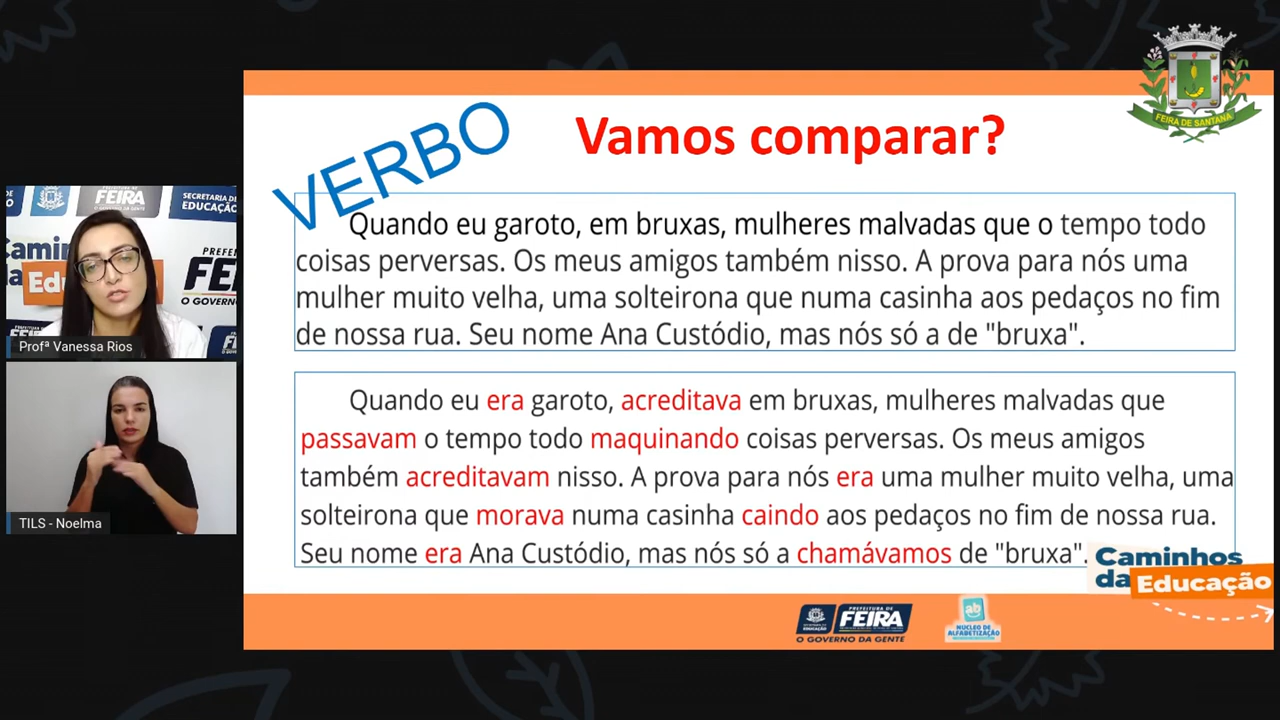 FEIRA DE SANTANA
VERBO
Vamos comparar?
Quando eu garoto, em bruxas, mulheres malvadas que o tempo todo
coisas perversas. Os meus amigos também nisso. A prova para nós uma
mulher muito velha, uma solteirona que numa casinha aos pedaços no fim
de nossa rua. Seu nome Ana Custódio, mas nós só a de "bruxa".
Quando eu era garoto, acreditava em bruxas, mulheres malvadas que
passavam o tempo todo maquinando coisas perversas. Os meus amigos
também acreditavam nisso. A prova para nós era uma mulher muito velha, uma
solteirona que morava numa casinha caindo aos pedaços no fim de nossa rua.
Seu nome era Ana Custódio, mas nós só a chamávamos de "bruxa".
FEIRA
SECRETARIA DE
EDUCAÇÃO
Profª Vanessa Rios
TILS - Noelma
Caminhos
da Educação
PREFEITURA DE
FEIRA
O GOVERNO DA GENTE
NÚCLEO DE
ALFABETIZAÇÃO